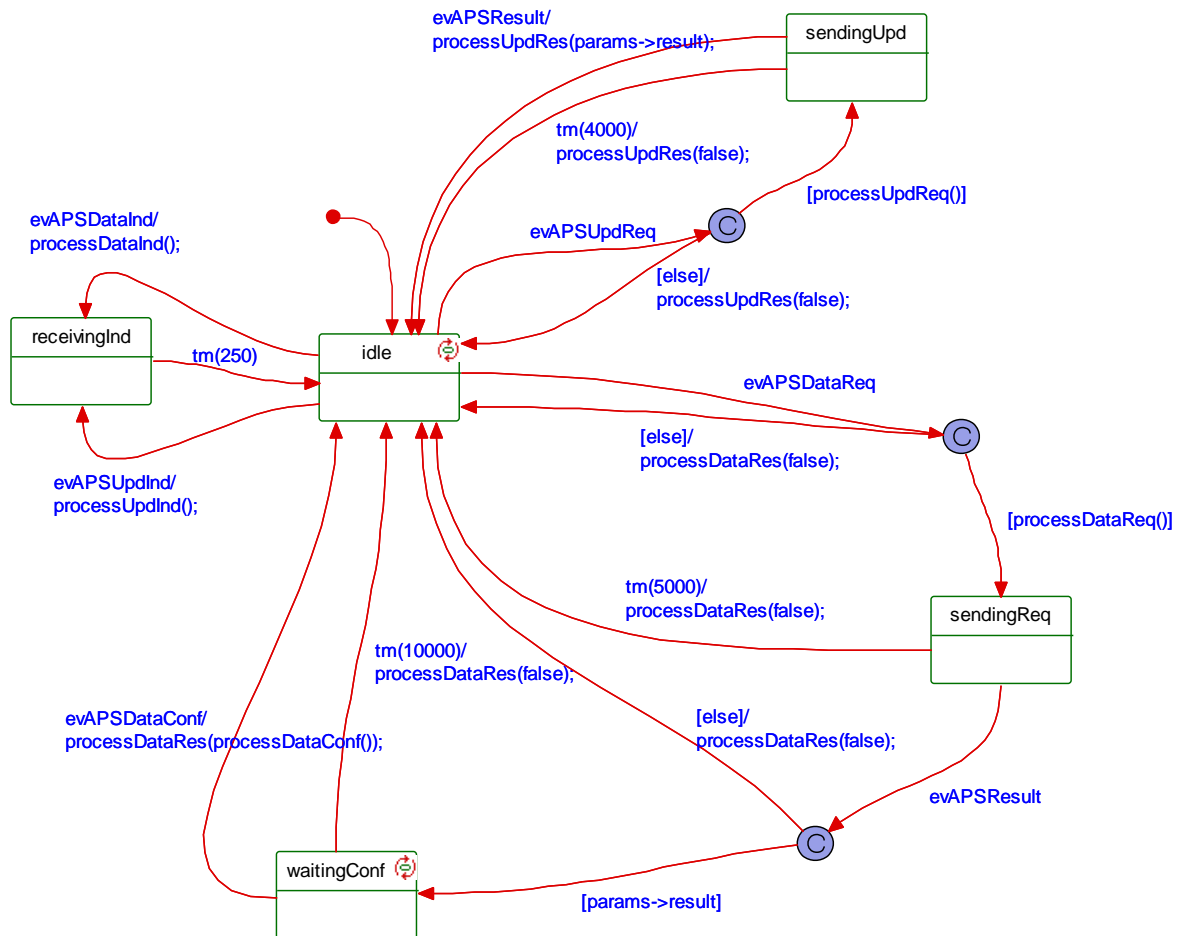 evAPSResult/
processUpdRes(params->result);
sendingUpd
tm(4000)/
processUpdRes(false);
[processUpdReq()]
evAPSDataInd/
processDataInd();
evAPSUpdReq
C
[else]/
processUpdRes(false);
receivingInd
tm(250)
idle
evAPSDataReq
C
[else]/
processDataRes(false);
evAPSUpdInd/
processUpdInd();
[processDataReq()]
tm(5000)/
processDataRes(false);
sendingReq
tm(10000)/
processDataRes(false);
evAPSDataConf/
processDataRes(processDataConf());
[else]/
processDataRes(false);
evAPSResult
C
waitingConf
[params->result]